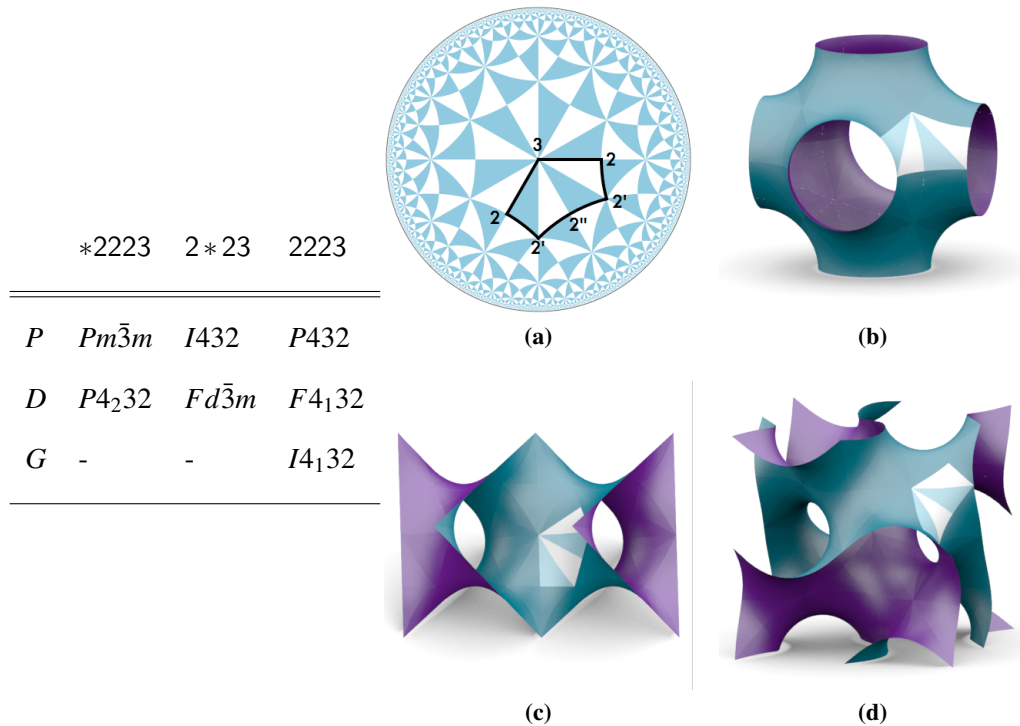 *2223 2 * 23 2223
P Pm3̄m I432 P432
D P4₂32 Fd3̄m F4₁32
G - - I4₁32
3
2
2'
2"
2
2'
(a)
(b)
(c)
(d)